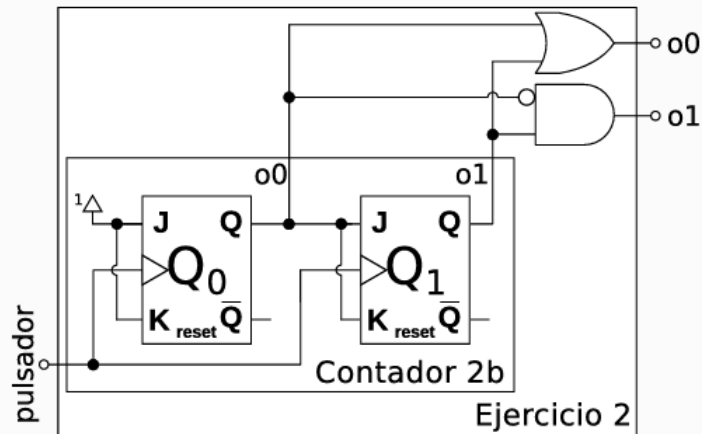 o0
o1
o0 o1
1
J Q J Q
Q0 Q1
K reset Q̅ K reset Q̅
pulsador
Contador 2b
Ejercicio 2